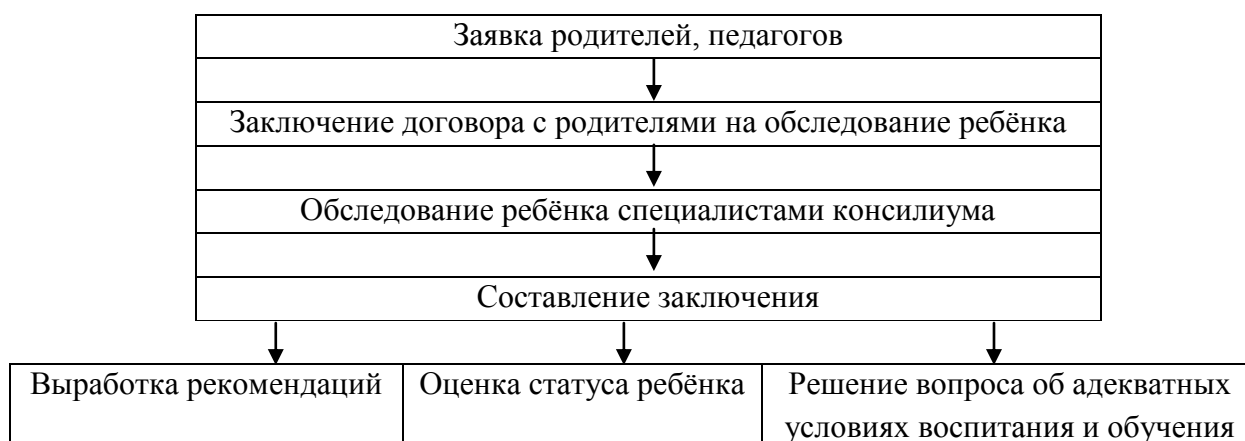 Заявка родителей, педагогов
Заключение договора с родителями на обследование ребёнка
Обследование ребёнка специалистами консилиума
Составление заключения
Выработка рекомендаций
Оценка статуса ребёнка
Решение вопроса об адекватных
условиях воспитания и обучения